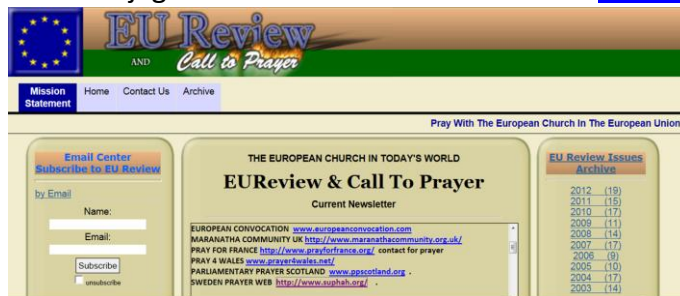 EU Review
AND Call to Prayer
Mission Statement
Home
Contact Us
Archive
Pray With The European Church In The European Union
Email Center
Subscribe to EU Review
by Email
Name:
Email:
Subscribe
unsubscribe
THE EUROPEAN CHURCH IN TODAY'S WORLD
EUReview & Call To Prayer
Current Newsletter
EUROPEAN CONVOCATION www.europeanconvocation.com
MARANATHA COMMUNITY UK http://www.maranathacommunity.org.uk/
PRAY FOR FRANCE http://www.prayforfrance.org/ contact for prayer
PRAY 4 WALES www.prayer4wales.net/
PARLIAMENTARY PRAYER SCOTLAND www.ppscotland.org .
SWEDEN PRAYER WEB http://www.suphah.org/ .
EU Review Issues
Archive
2012 (19)
2011 (15)
2010 (17)
2009 (11)
2008 (14)
2007 (17)
2006 (9)
2005 (10)
2004 (17)
2003 (14)